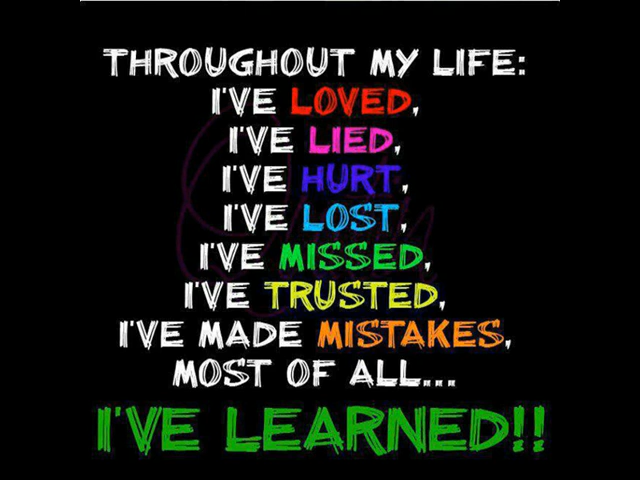 THROUGHOUT MY LIFE:
I'VE LOVED,
I'VE LIED,
I'VE HURT,
I'VE LOST,
I'VE MISSED,
I'VE TRUSTED,
I'VE MADE MISTAKES,
MOST OF ALL...
I'VE LEARNED!!